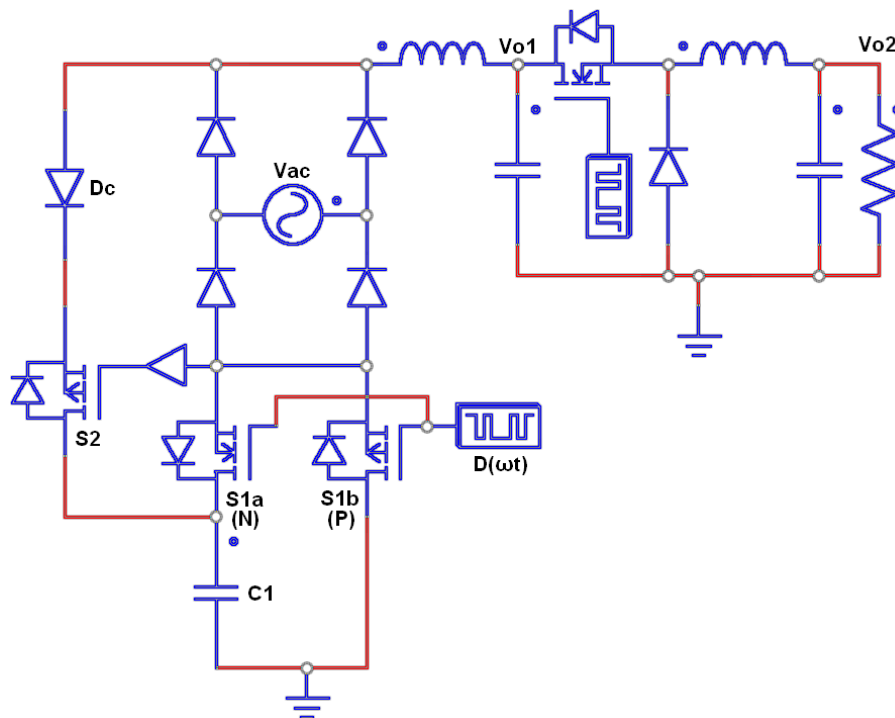 Vo1
Vo2
Vac
Dc
S2
S1a
(N)
S1b
(P)
D(ωt)
C1